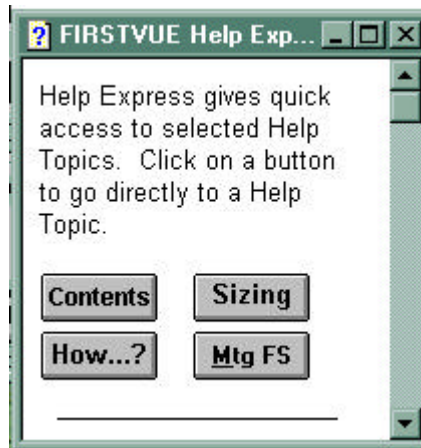 FIRSTVUE Help Exp...
Help Express gives quick
access to selected Help
Topics.  Click on a button
to go directly to a Help
Topic.
Contents Sizing
How...? Mtg FS